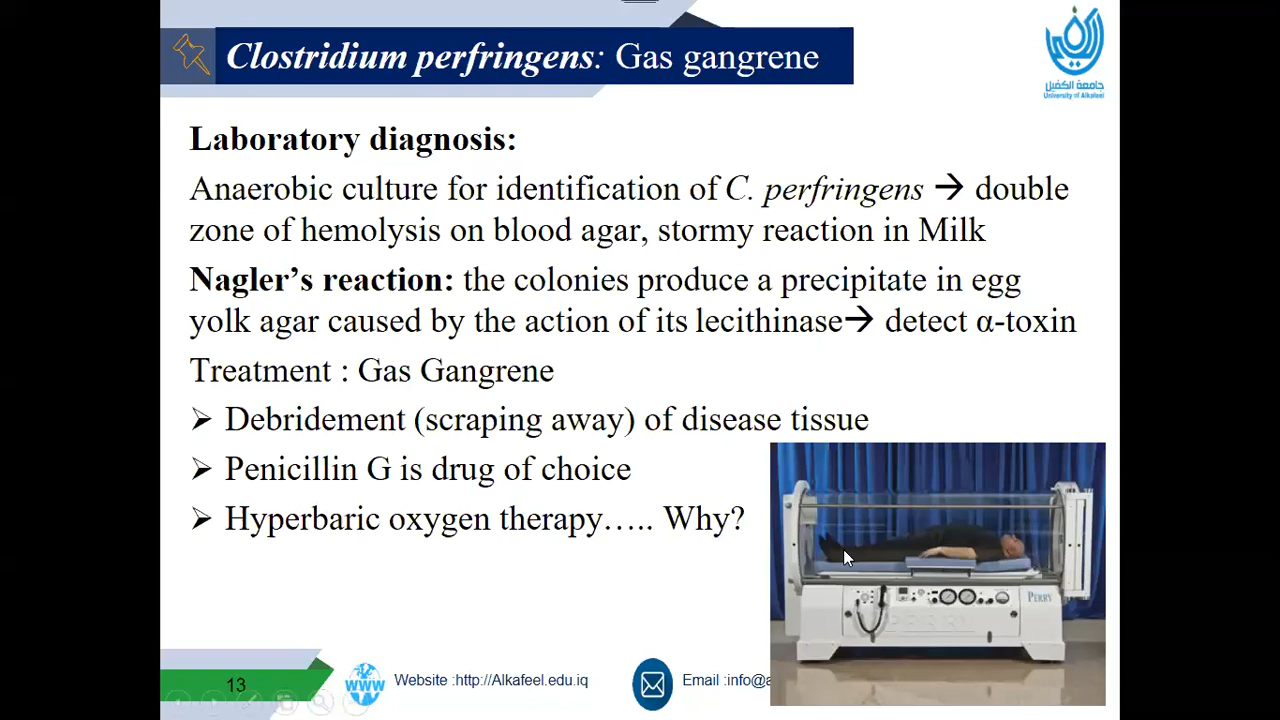 Clostridium perfringens: Gas gangrene
جامعة الكفيل
University of Alkafeel
Laboratory diagnosis:
Anaerobic culture for identification of C. perfringens → double
zone of hemolysis on blood agar, stormy reaction in Milk
Nagler’s reaction: the colonies produce a precipitate in egg
yolk agar caused by the action of its lecithinase→ detect α-toxin
Treatment : Gas Gangrene
➢ Debridement (scraping away) of disease tissue
➢ Penicillin G is drug of choice
➢ Hyperbaric oxygen therapy….. Why?
PERRY
13
WWW
Website :http://Alkafeel.edu.iq
Email :info@a